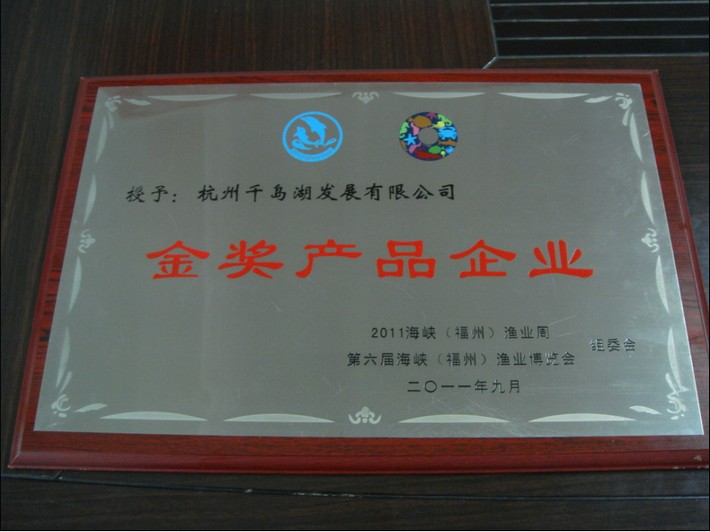 授予：杭州千岛湖发展有限公司
金奖产品企业
2011海峡（福州）渔业周
第六届海峡（福州）渔业博览会
组委会
二〇一一年九月